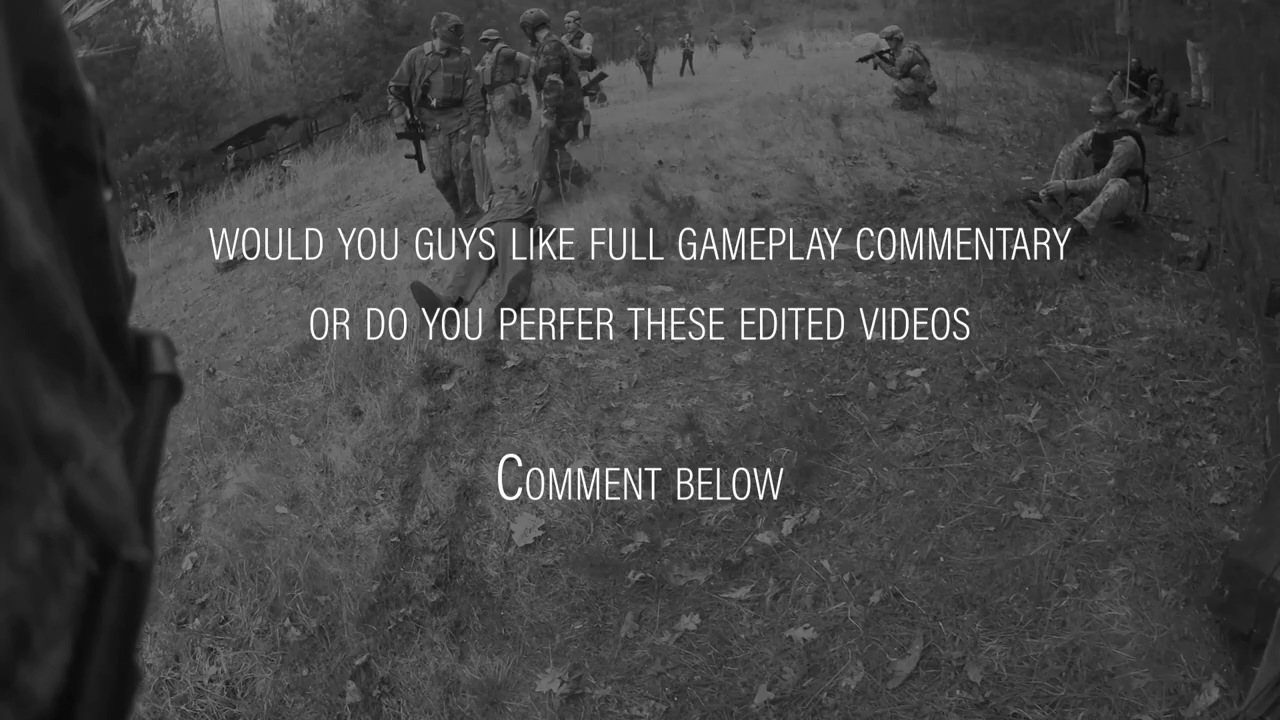 WOULD YOU GUYS LIKE FULL GAMEPLAY COMMENTARY
OR DO YOU PERFER THESE EDITED VIDEOS
COMMENT BELOW